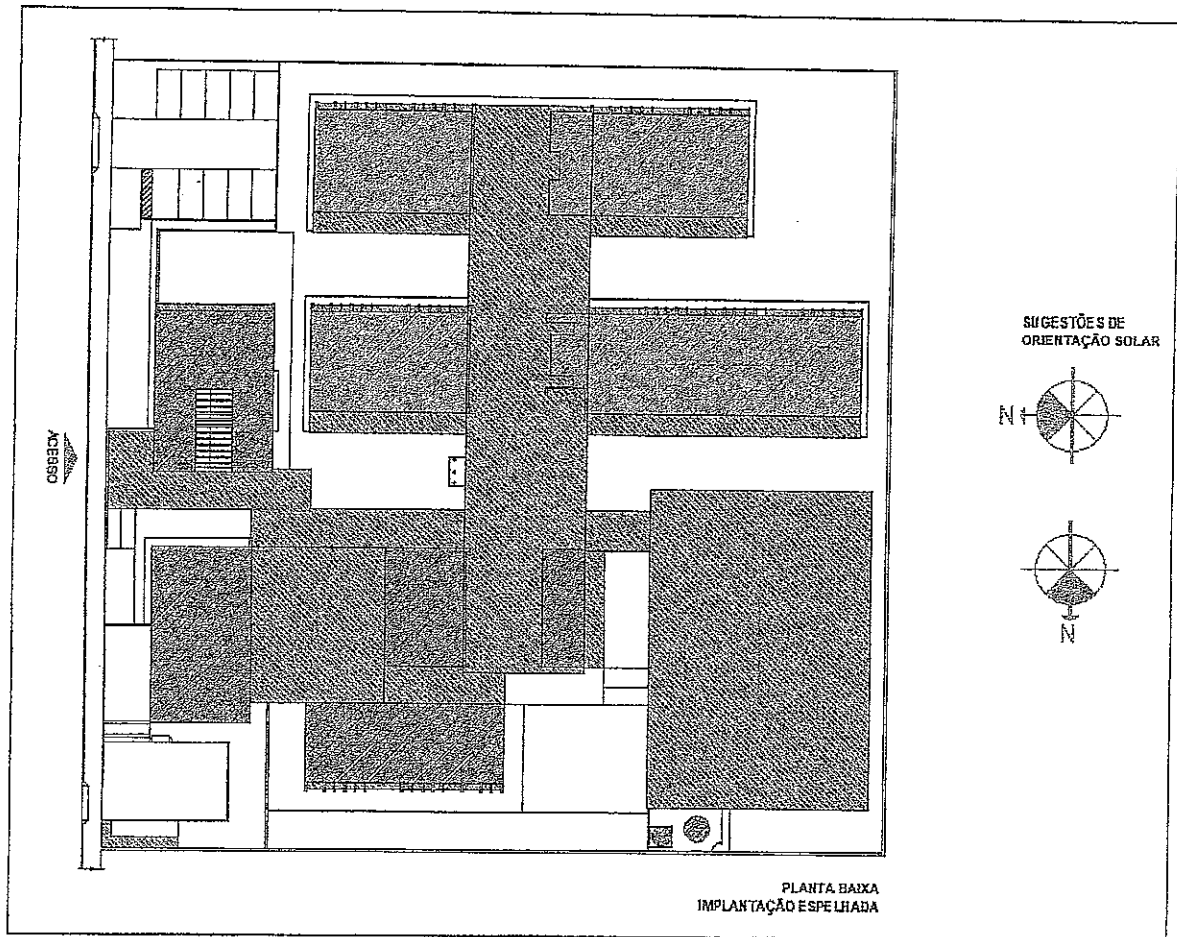 ACESSO
SUGESTÕES DE
ORIENTAÇÃO SOLAR
N
N
PLANTA BAIXA
IMPLANTAÇÃO ESPELHADA